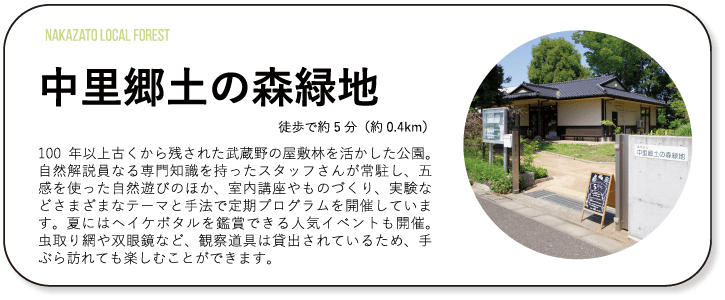 NAKAZATO LOCAL FOREST
中里郷土の森緑地
徒歩で約5分（約0.4km）
100 年以上古くから残された武蔵野の屋敷林を活かした公園。
自然解説員なる専門知識を持ったスタッフさんが常駐し、五
感を使った自然遊びのほか、室内講座やものづくり、実験な
どさまざまなテーマと手法で定期プログラムを開催していま
す。夏にはヘイケボタルを鑑賞できる人気イベントも開催。
虫取り網や双眼鏡など、観察道具は貸出されているため、手
ぶら訪れても楽しむことができます。
中里郷土の森緑地